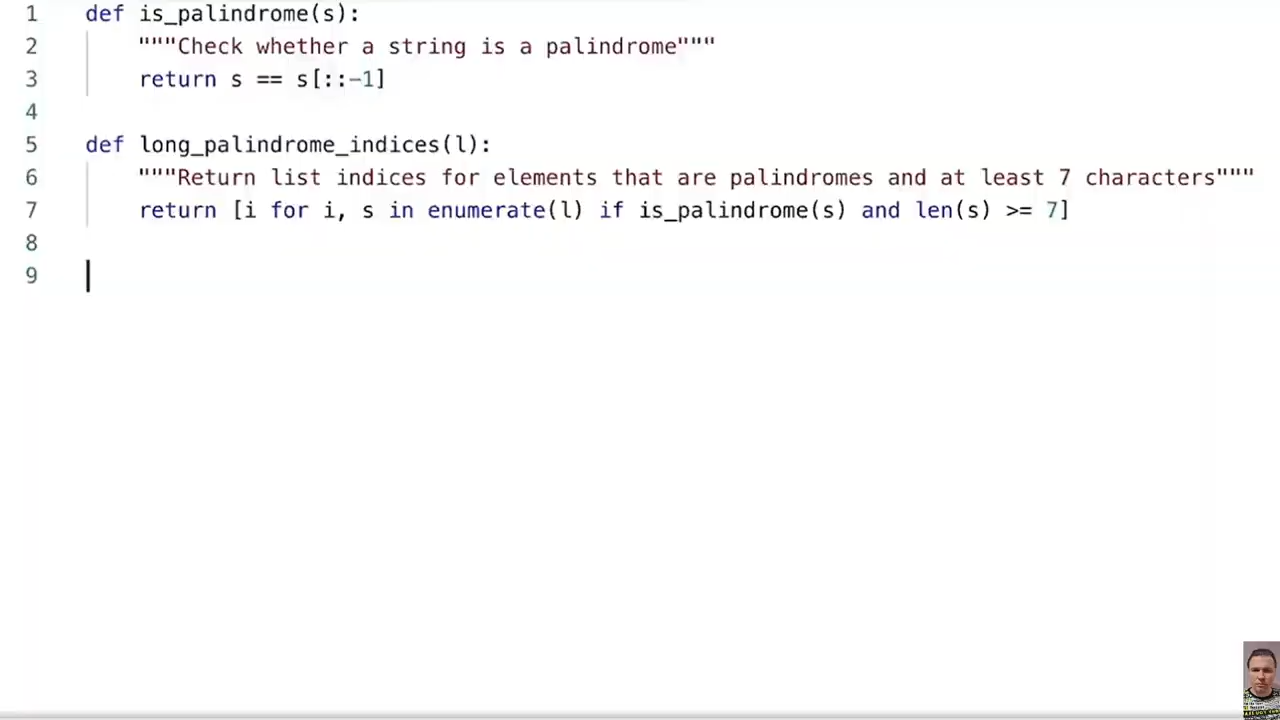 1 def is_palindrome(s):
2 """Check whether a string is a palindrome"""
3 return s == s[::-1]
4
5 def long_palindrome_indices(l):
6 """Return list indices for elements that are palindromes and at least 7 characters"""
7 return [i for i, s in enumerate(l) if is_palindrome(s) and len(s) >= 7]
8
9